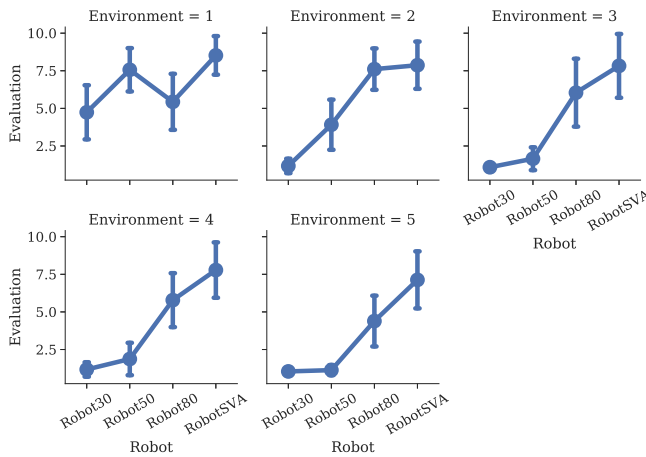 Environment = 1
Environment = 2
Environment = 3
10.0
7.5
5.0
2.5
Evaluation
Robot30
Robot50
Robot80
RobotSVA
Robot
Environment = 4
Environment = 5
10.0
7.5
5.0
2.5
Evaluation
Robot30
Robot50
Robot80
RobotSVA
Robot
Robot30
Robot50
Robot80
RobotSVA
Robot